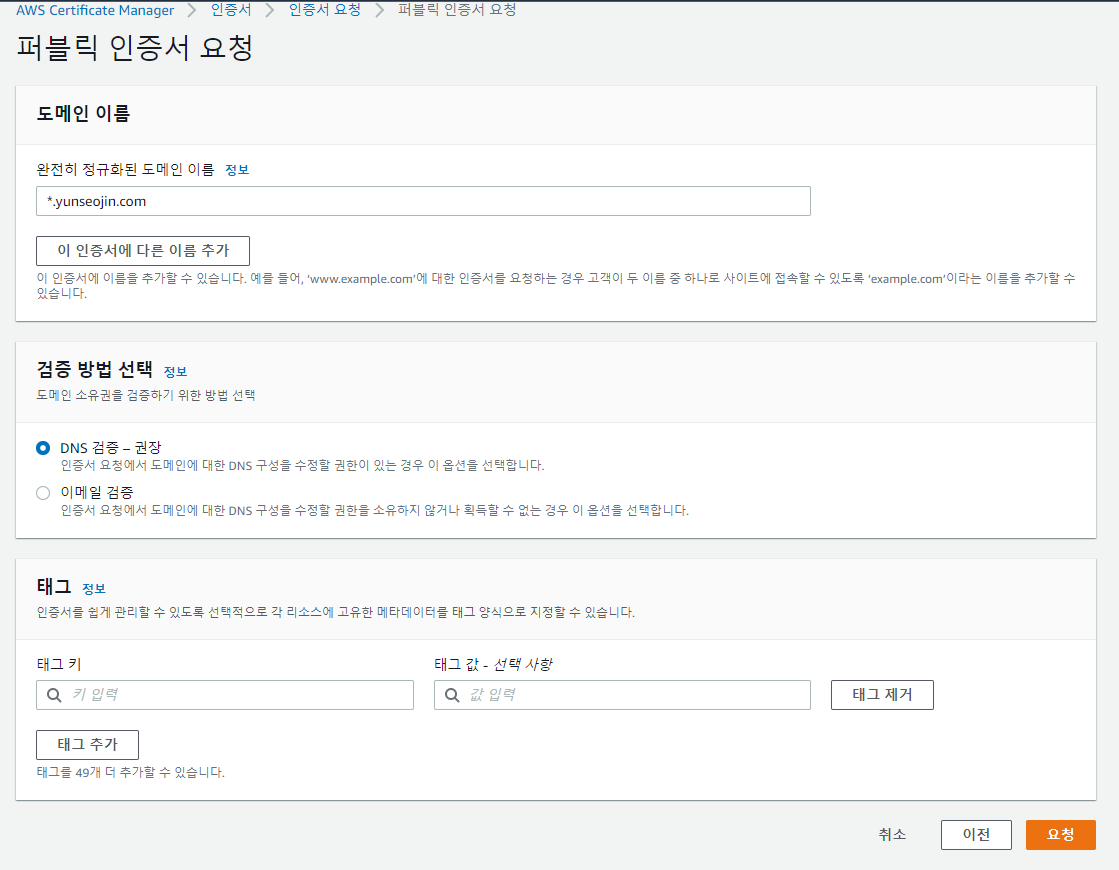 AWS Certificate Manager > 인증서 > 인증서 요청 > 퍼블릭 인증서 요청
퍼블릭 인증서 요청
도메인 이름
완전히 정규화된 도메인 이름 정보
*.yunseojin.com
이 인증서에 다른 이름 추가
이 인증서에 이름을 추가할 수 있습니다. 예를 들어, 'www.example.com'에 대한 인증서를 요청하는 경우 고객이 두 이름 중 하나로 사이트에 접속할 수 있도록 'example.com'이라는 이름을 추가할 수
있습니다.
검증 방법 선택 정보
도메인 소유권을 검증하기 위한 방법 선택
DNS 검증 – 권장
인증서 요청에서 도메인에 대한 DNS 구성을 수정할 권한이 있는 경우 이 옵션을 선택합니다.
이메일 검증
인증서 요청에서 도메인에 대한 DNS 구성을 수정할 권한을 소유하지 않거나 획득할 수 없는 경우 이 옵션을 선택합니다.
태그 정보
인증서를 쉽게 관리할 수 있도록 선택적으로 각 리소스에 고유한 메타데이터를 태그 양식으로 지정할 수 있습니다.
태그 키 태그 값 - 선택 사항
키 입력 값 입력 태그 제거
태그 추가
태그를 49개 더 추가할 수 있습니다.
취소 이전 요청